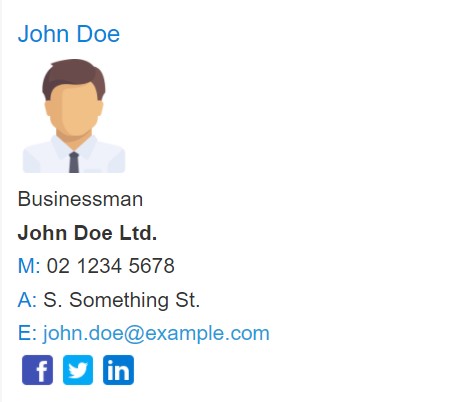 John Doe
Businessman
John Doe Ltd.
M: 02 1234 5678
A: S. Something St.
E: john.doe@example.com
f in